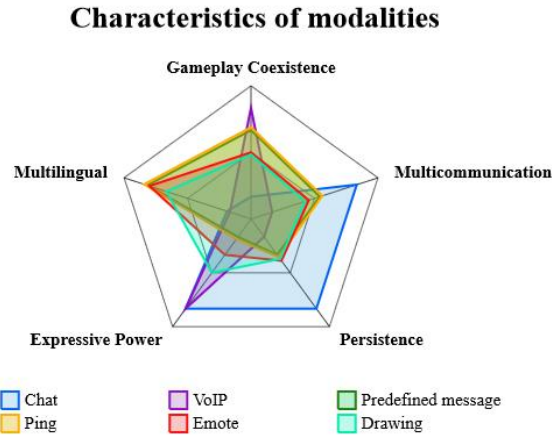 Characteristics of modalities
Gameplay Coexistence
Multilingual
Multicommunication
Expressive Power
Persistence
Chat
VoIP
Predefined message
Ping
Emote
Drawing